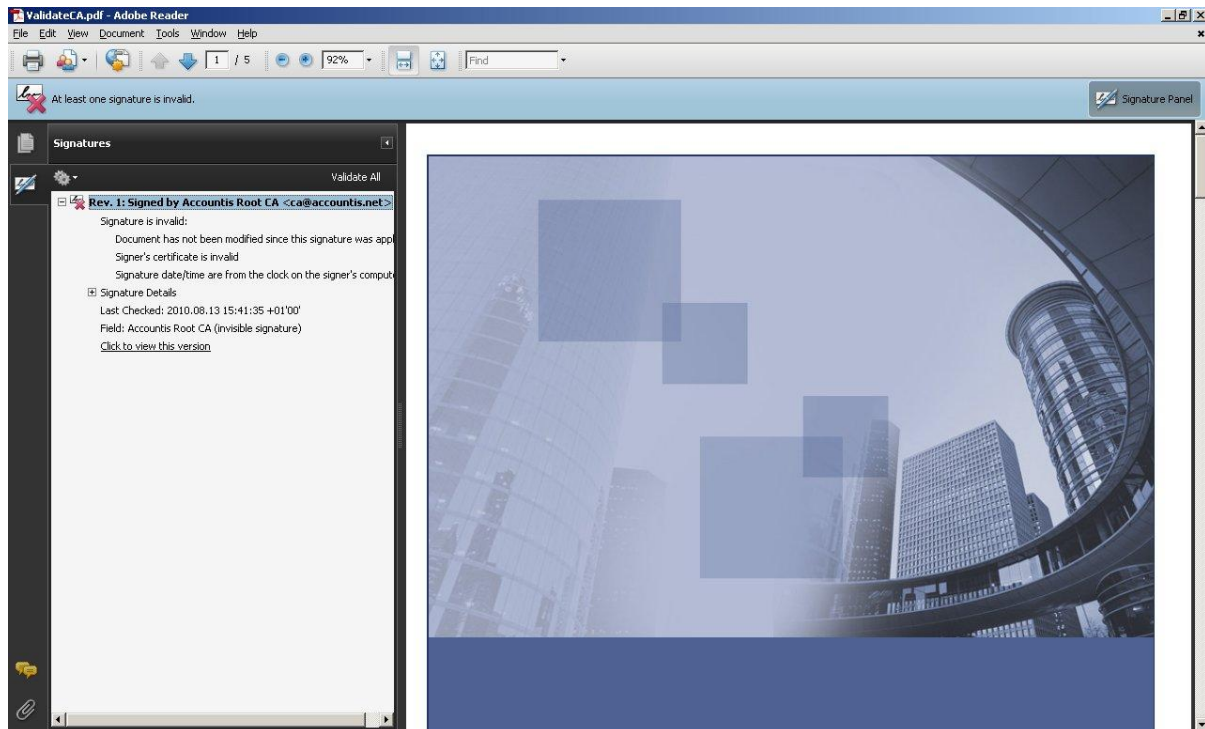 ValidateCA.pdf - Adobe Reader
File Edit View Document Tools Window Help
1 / 5 92% Find
At least one signature is invalid.
Signature Panel
Signatures
Validate All
Rev. 1: Signed by Accountis Root CA <ca@accountis.net>
Signature is invalid:
Document has not been modified since this signature was appl
Signer's certificate is invalid
Signature date/time are from the clock on the signer's compute
Signature Details
Last Checked: 2010.08.13 15:41:35 +01'00'
Field: Accountis Root CA (invisible signature)
Click to view this version